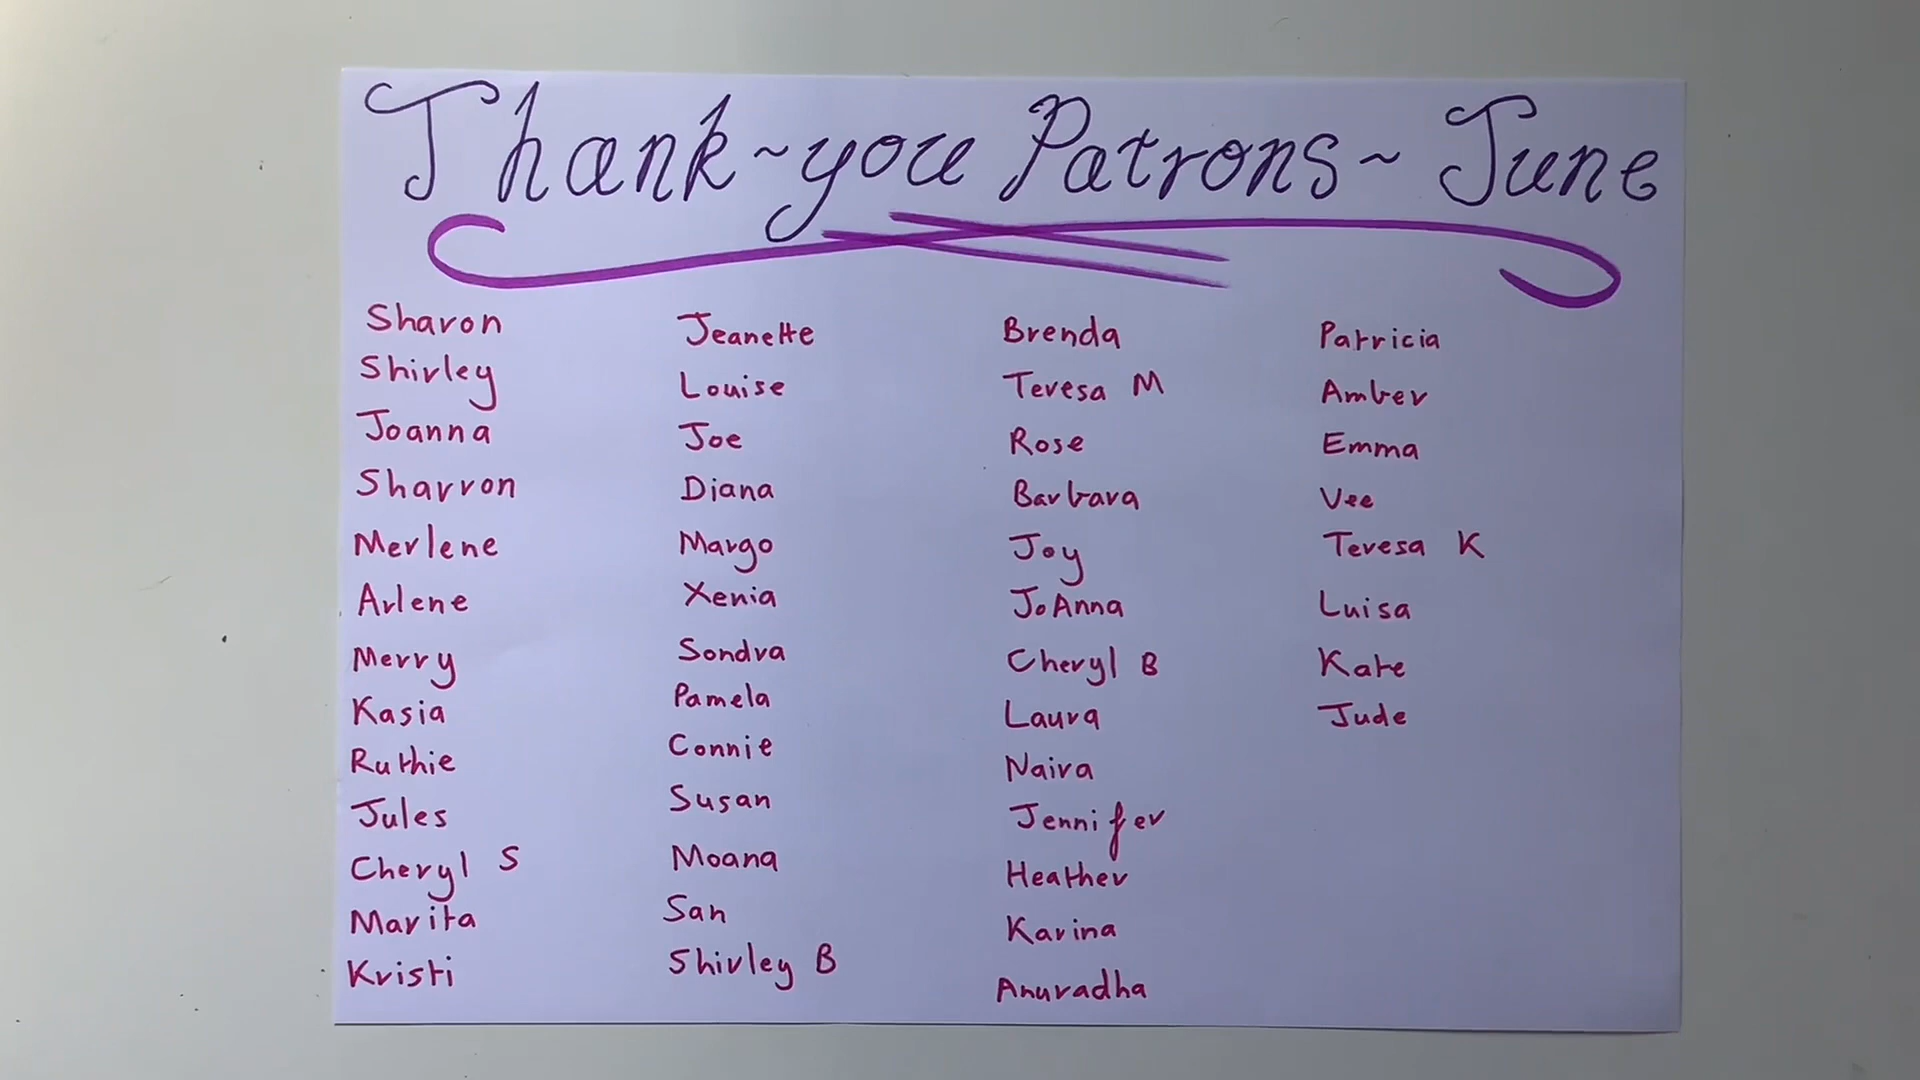 Thank~you Patrons~June
Sharon
Shirley
Joanna
Sharron
Merlene
Arlene
Merry
Kasia
Ruthie
Jules
Cheryl S
Marita
Kristi
Jeanette
Louise
Joe
Diana
Margo
Xenia
Sondra
Pamela
Connie
Susan
Moana
San
Shirley B
Brenda
Teresa M
Rose
Barbara
Joy
JoAnna
Cheryl B
Laura
Naira
Jennifer
Heather
Karina
Anuradha
Patricia
Amber
Emma
Vee
Teresa K
Luisa
Kate
Jude